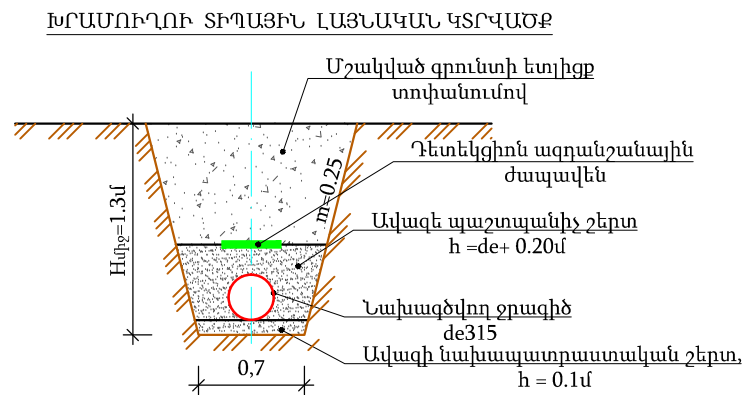 ԽՐԱՄՈՒՂՈՒ ՏԻՊԱՅԻՆ ԼԱՅՆԱԿԱՆ ԿՏՐՎԱԾՔ
Մշակված գրունտի ետլիցք
տոփանումով
Դետեկցիոն ազդանշանային
ժապավեն
m=0.25
Ավազե պաշտպանիչ շերտ
h =de+ 0.20մ
Hմիջ=1.3մ
Նախագծվող ջրագիծ
de315
Ավազի նախապատրաստական շերտ,
h = 0.1մ
0,7